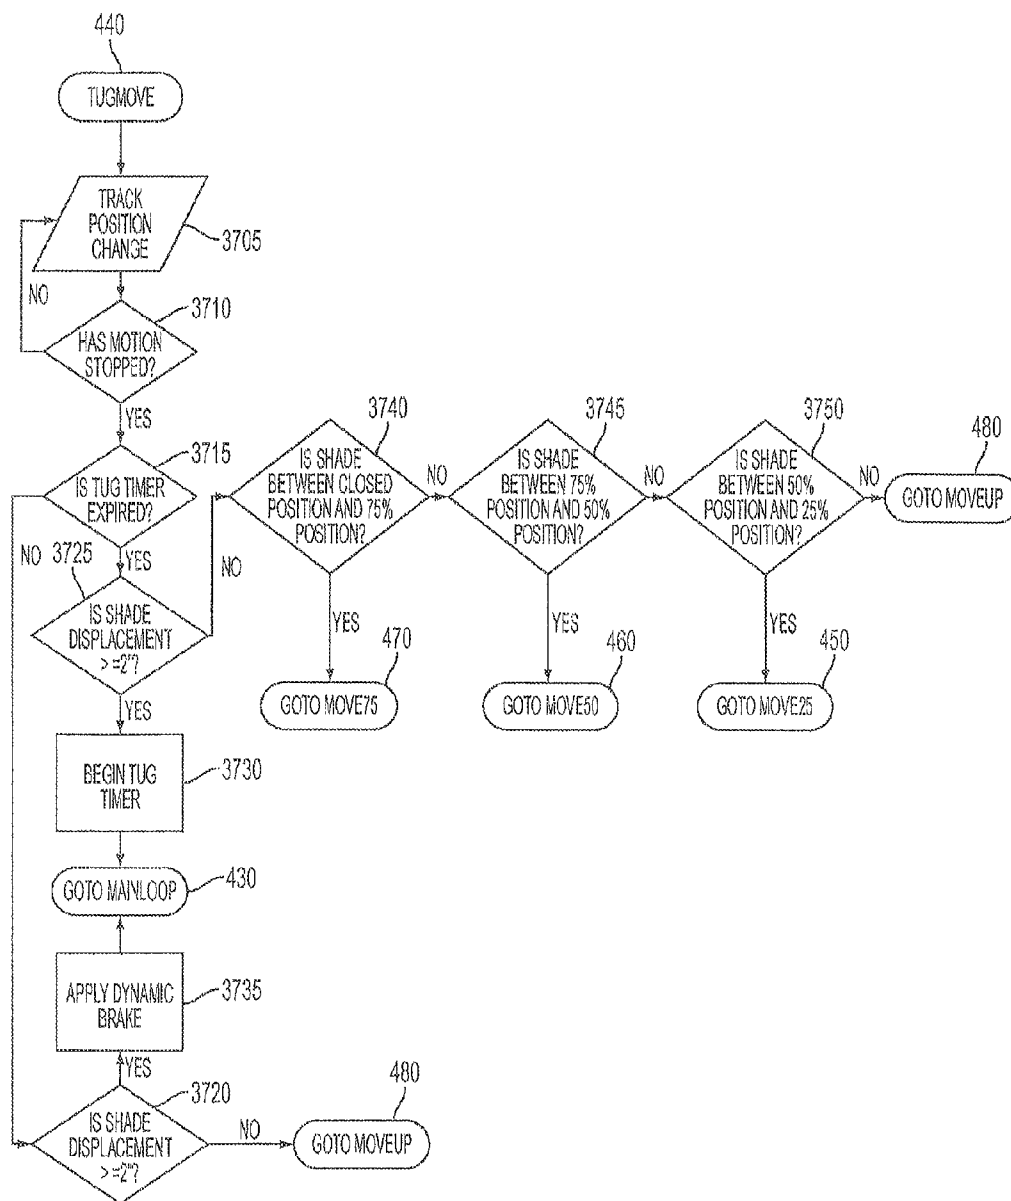 440
TUGMOVE
TRACK
POSITION
CHANGE
3705
NO
3710
HAS MOTION
STOPPED?
YES
3715
IS TUG TIMER
EXPIRED?
NO
3725
YES
IS SHADE
DISPLACEMENT
>=2"?
NO
YES
3740
IS SHADE
BETWEEN CLOSED
POSITION AND 75%
POSITION?
NO
YES
470
GOTO MOVE75
3745
IS SHADE
BETWEEN 75%
POSITION AND 50%
POSITION?
NO
YES
460
GOTO MOVE50
3750
IS SHADE
BETWEEN 50%
POSITION AND 25%
POSITION?
NO
YES
450
GOTO MOVE25
480
GOTO MOVEUP
BEGIN TUG
TIMER
3730
GOTO MAINLOOP
430
APPLY DYNAMIC
BRAKE
3735
YES
3720
IS SHADE
DISPLACEMENT
>=2"?
NO
480
GOTO MOVEUP